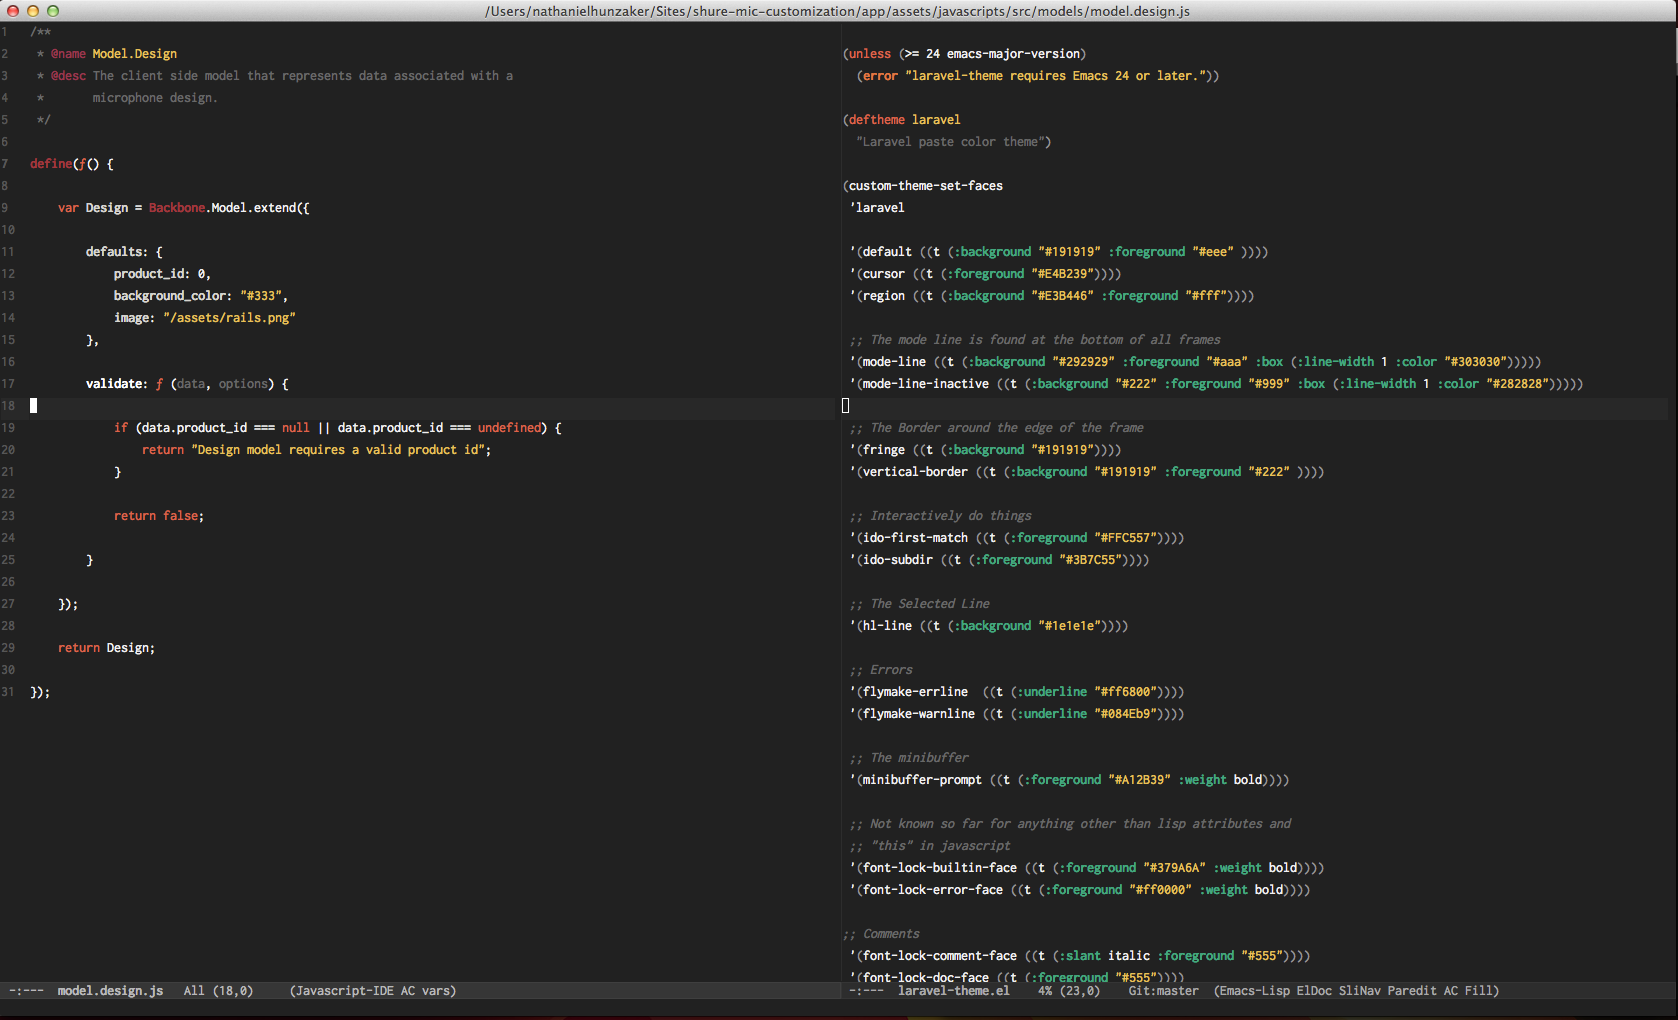 /Users/nathanielhunzaker/Sites/shure-mic-customization/app/assets/javascripts/src/models/model.design.js
1 /**
2 * @name Model.Design
3 * @desc The client side model that represents data associated with a
4 * microphone design.
5 */
6
7 define(ƒ() {
8
9 var Design = Backbone.Model.extend({
10
11 defaults: {
12 product_id: 0,
13 background_color: "#333",
14 image: "/assets/rails.png"
15 },
16
17 validate: ƒ (data, options) {
18
19 if (data.product_id === null || data.product_id === undefined) {
20 return "Design model requires a valid product id";
21 }
22
23 return false;
24
25 }
26
27 });
28
29 return Design;
30
31 });
-:--- model.design.js All (18,0) (Javascript-IDE AC vars)
(unless (>= 24 emacs-major-version)
(error "laravel-theme requires Emacs 24 or later."))
(deftheme laravel
"Laravel paste color theme")
(custom-theme-set-faces
'laravel
'(default ((t (:background "#191919" :foreground "#eee" ))))
'(cursor ((t (:foreground "#E4B239"))))
'(region ((t (:background "#E3B446" :foreground "#fff"))))
;; The mode line is found at the bottom of all frames
'(mode-line ((t (:background "#292929" :foreground "#aaa" :box (:line-width 1 :color "#303030")))))
'(mode-line-inactive ((t (:background "#222" :foreground "#999" :box (:line-width 1 :color "#282828")))))
;; The Border around the edge of the frame
'(fringe ((t (:background "#191919"))))
'(vertical-border ((t (:background "#191919" :foreground "#222" ))))
;; Interactively do things
'(ido-first-match ((t (:foreground "#FFC557"))))
'(ido-subdir ((t (:foreground "#3B7C55"))))
;; The Selected Line
'(hl-line ((t (:background "#1e1e1e"))))
;; Errors
'(flymake-errline  ((t (:underline "#ff6800"))))
'(flymake-warnline ((t (:underline "#084Eb9"))))
;; The minibuffer
'(minibuffer-prompt ((t (:foreground "#A12B39" :weight bold))))
;; Not known so far for anything other than lisp attributes and
;; "this" in javascript
'(font-lock-builtin-face ((t (:foreground "#379A6A" :weight bold))))
'(font-lock-error-face ((t (:foreground "#ff0000" :weight bold))))
;; Comments
'(font-lock-comment-face ((t (:slant italic :foreground "#555"))))
'(font-lock-doc-face ((t (:foreground "#555"))))
-:--- laravel-theme.el 4% (23,0) Git:master (Emacs-Lisp ElDoc SliNav Paredit AC Fill)